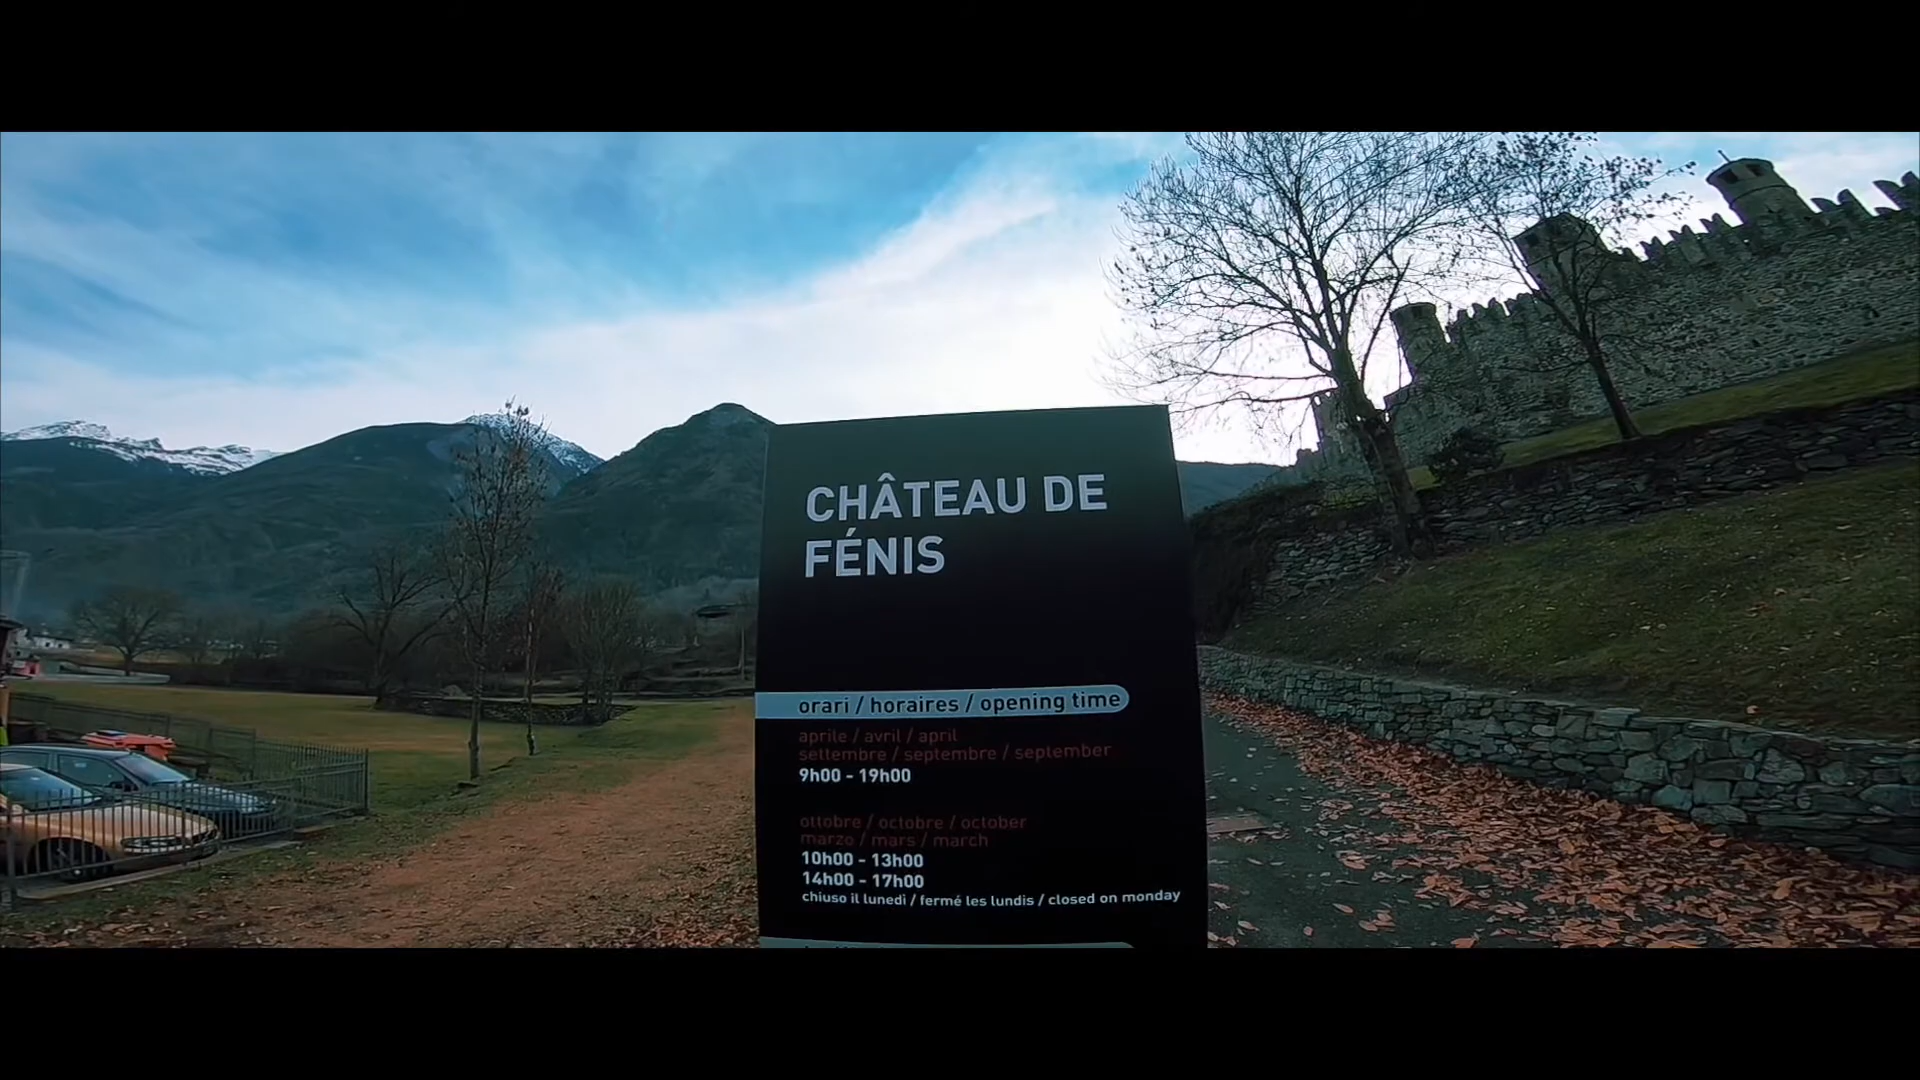 CHÂTEAU DE
FÉNIS
orari / horaires / opening time
aprile / avril / april
settembre / septembre / september
9h00 - 19h00
ottobre / octobre / october
marzo / mars / march
10h00 - 13h00
14h00 - 17h00
chiuso il lunedì / fermé les lundis / closed on monday